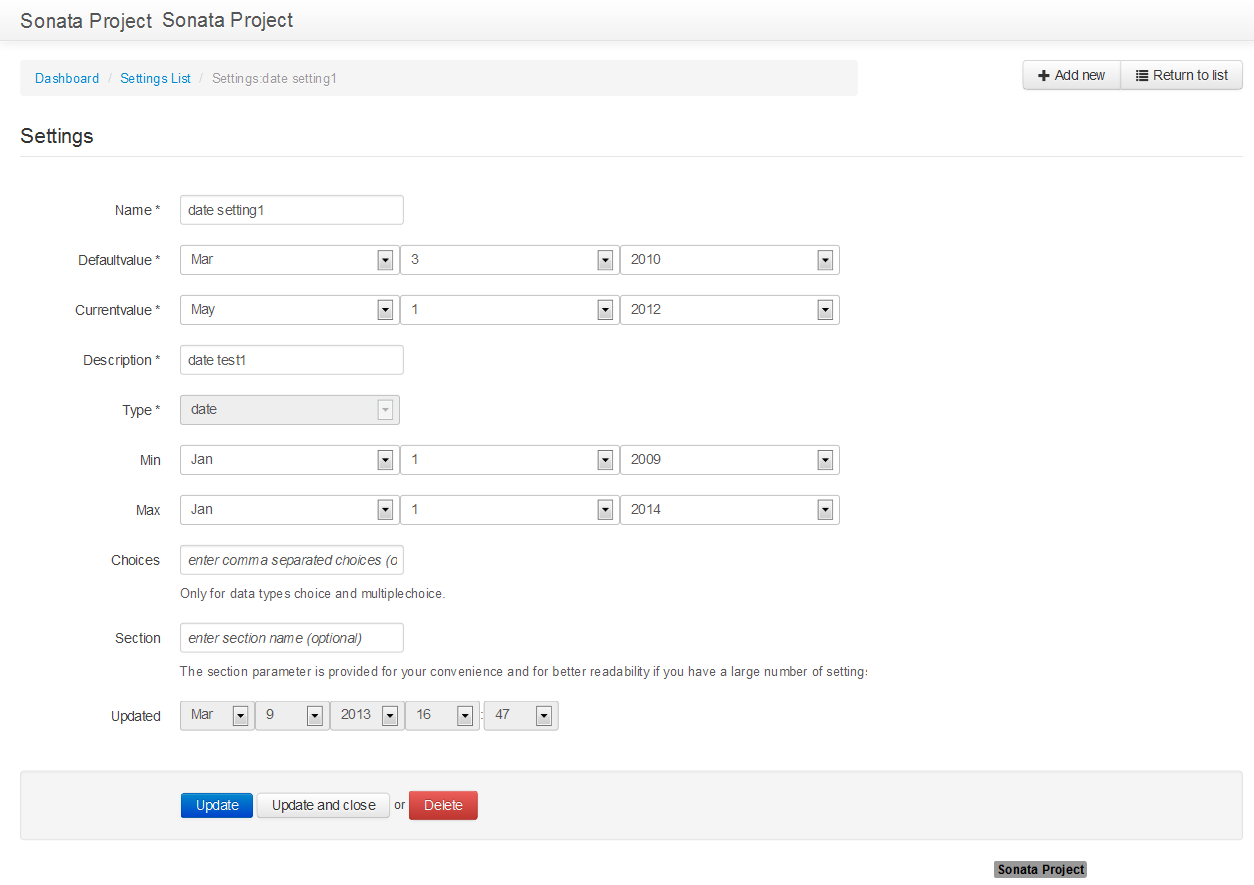 Sonata Project Sonata Project
Dashboard / Settings List / Settings:date setting1
Add new Return to list
Settings
Name * date setting1
Defaultvalue * Mar 3 2010
Currentvalue * May 1 2012
Description * date test1
Type * date
Min Jan 1 2009
Max Jan 1 2014
Choices enter comma separated choices (o
Only for data types choice and multiplechoice.
Section enter section name (optional)
The section parameter is provided for your convenience and for better readability if you have a large number of settings
Updated Mar 9 2013 16 : 47
Update Update and close or Delete
Sonata Project